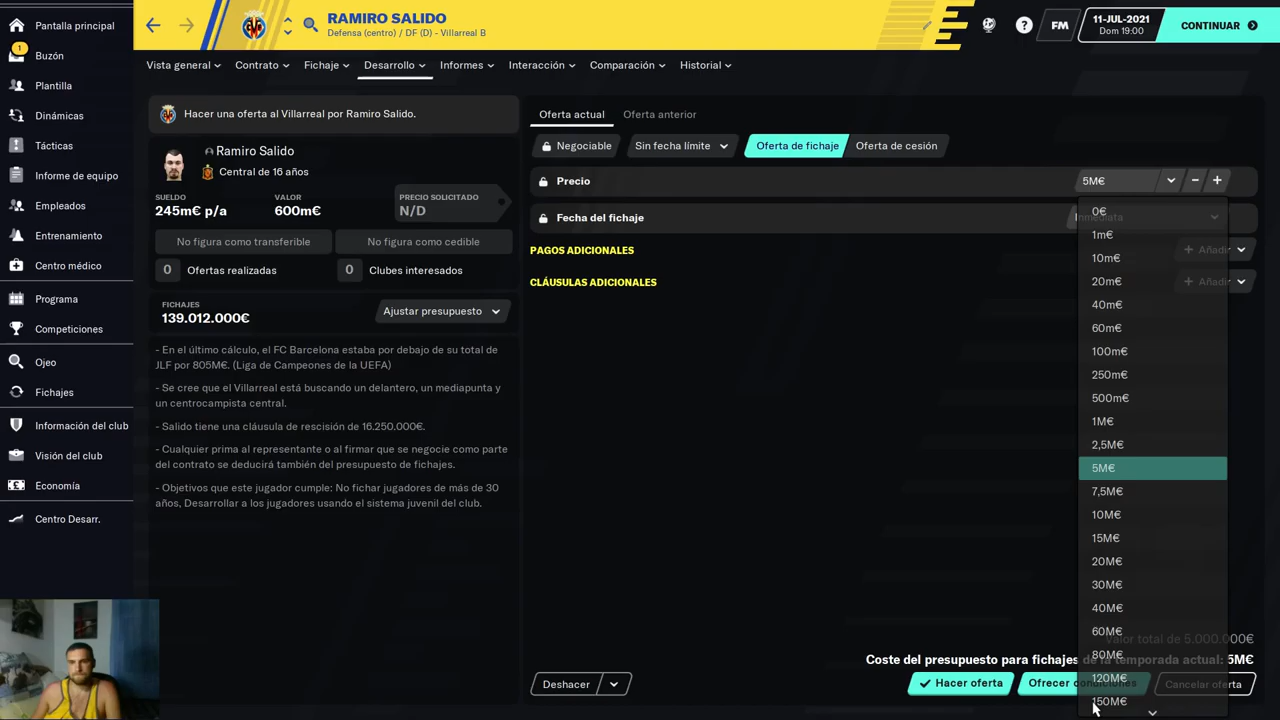 Pantalla principal
1
Buzón
Plantilla
Dinámicas
Tácticas
Informe de equipo
Empleados
Entrenamiento
Centro médico
Programa
Competiciones
Ojeo
Fichajes
Información del club
Visión del club
Economía
Centro Desarr.
RAMIRO SALIDO
Defensa (centro) / DF (D) - Villarreal B
?
FM
11-JUL-2021
Dom 19:00
CONTINUAR
Vista general
Contrato
Fichaje
Desarrollo
Informes
Interacción
Comparación
Historial
Hacer una oferta al Villarreal por Ramiro Salido.
Ramiro Salido
Central de 16 años
SUELDO
245m€ p/a
VALOR
600m€
PRECIO SOLICITADO
N/D
No figura como transferible
No figura como cedible
0 Ofertas realizadas
0 Clubes interesados
FICHAJES
139.012.000€
Ajustar presupuesto
- En el último cálculo, el FC Barcelona estaba por debajo de su total de
JLF por 805M€. (Liga de Campeones de la UEFA)
- Se cree que el Villarreal está buscando un delantero, un mediapunta y
un centrocampista central.
- Salido tiene una cláusula de rescisión de 16.250.000€.
- Cualquier prima al representante o al firmar que se negocie como parte
del contrato se deducirá también del presupuesto de fichajes.
- Objetivos que este jugador cumple: No fichar jugadores de más de 30
años, Desarrollar a los jugadores usando el sistema juvenil del club.
Oferta actual
Oferta anterior
Negociable
Sin fecha límite
Oferta de fichaje
Oferta de cesión
Precio
5M€
Fecha del fichaje
Inmediata
PAGOS ADICIONALES
Añadir
CLÁUSULAS ADICIONALES
Añadir
0€
1m€
10m€
20m€
40m€
60m€
100m€
250m€
500m€
1M€
2,5M€
5M€
7,5M€
10M€
15M€
20M€
30M€
40M€
60M€
80M€
120M€
150M€
Valor total de 5.000.000€
Coste del presupuesto para fichajes de la temporada actual: 5M€
Deshacer
Hacer oferta
Ofrecer condiciones
Cancelar oferta